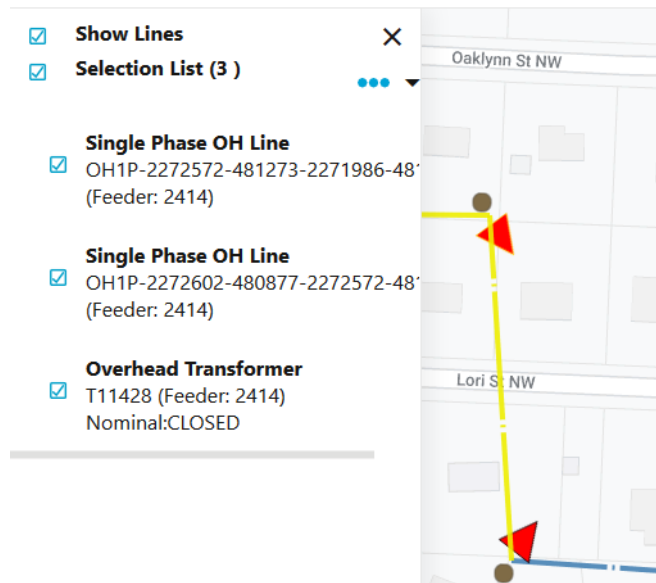 Show Lines
Selection List (3 )
Single Phase OH Line
OH1P-2272572-481273-2271986-481
(Feeder: 2414)
Single Phase OH Line
OH1P-2272602-480877-2272572-481
(Feeder: 2414)
Overhead Transformer
T11428 (Feeder: 2414)
Nominal:CLOSED
Oaklynn St NW
Lori St NW